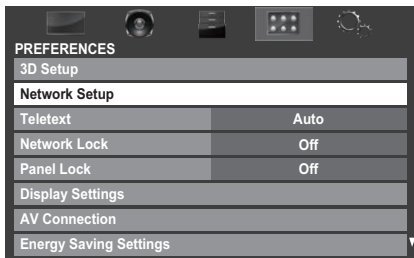 PREFERENCES
3D Setup
Network Setup
Teletext Auto
Network Lock Off
Panel Lock Off
Display Settings
AV Connection
Energy Saving Settings